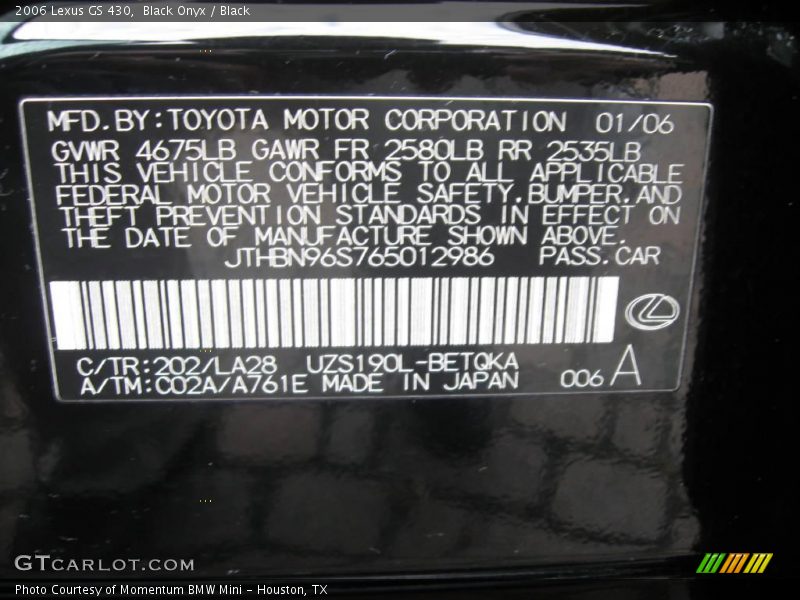 2006 Lexus GS 430, Black Onyx / Black
MFD.BY:TOYOTA MOTOR CORPORATION 01/06
GVWR 4675LB GAWR FR 2580LB RR 2535LB
THIS VEHICLE CONFORMS TO ALL APPLICABLE
FEDERAL MOTOR VEHICLE SAFETY.BUMPER.AND
THEFT PREVENTION STANDARDS IN EFFECT ON
THE DATE OF MANUFACTURE SHOWN ABOVE.
JTHBN96S765012986 PASS.CAR
C/TR:202/LA28 UZS190L-BETQKA
A/TM:C02A/A761E MADE IN JAPAN 006 A
GTCARLOT.COM
Photo Courtesy of Momentum BMW Mini - Houston, TX